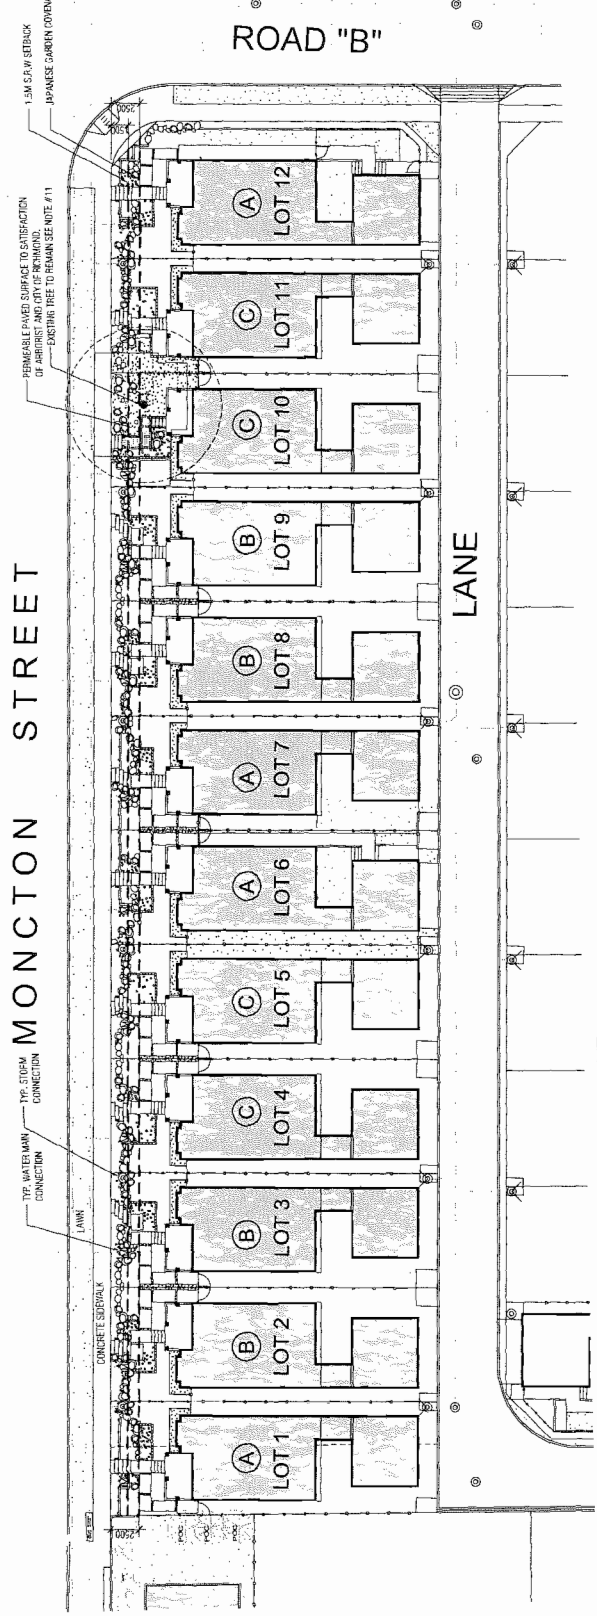 ROAD "B"
1.5M S.R.W SETBACK
JAPANESE GARDEN COVEN
PERMEABLE PAVED SURFACE TO SATISFACTION
OF ARBORIST AND CITY OF RICHMOND.
EXISTING TREE TO REMAIN SEE NOTE #11
MONCTON STREET
TYP. STORM
CONNECTION
TYP. WATER MAIN
CONNECTION
LAWN
CONCRETE SIDEWALK
2500
1500
A
LOT 12
C
LOT 11
C
LOT 10
B
LOT 9
B
LOT 8
A
LOT 7
A
LOT 6
C
LOT 5
C
LOT 4
B
LOT 3
B
LOT 2
A
LOT 1
LANE
2500